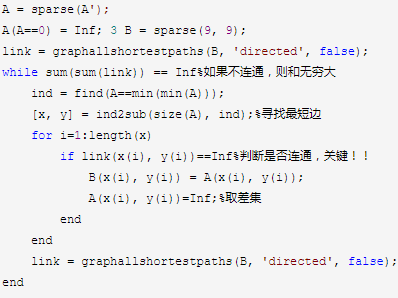 A = sparse(A');
A(A==0) = Inf; 3 B = sparse(9, 9);
link = graphallshortestpaths(B, 'directed', false);
while sum(sum(link)) == Inf%如果不连通，则和无穷大
    ind = find(A==min(min(A)));
    [x, y] = ind2sub(size(A), ind);%寻找最短边
    for i=1:length(x)
        if link(x(i), y(i))==Inf%判断是否连通，关键！！
            B(x(i), y(i)) = A(x(i), y(i));
            A(x(i), y(i))=Inf;%取差集
        end
    end
    link = graphallshortestpaths(B, 'directed', false);
end